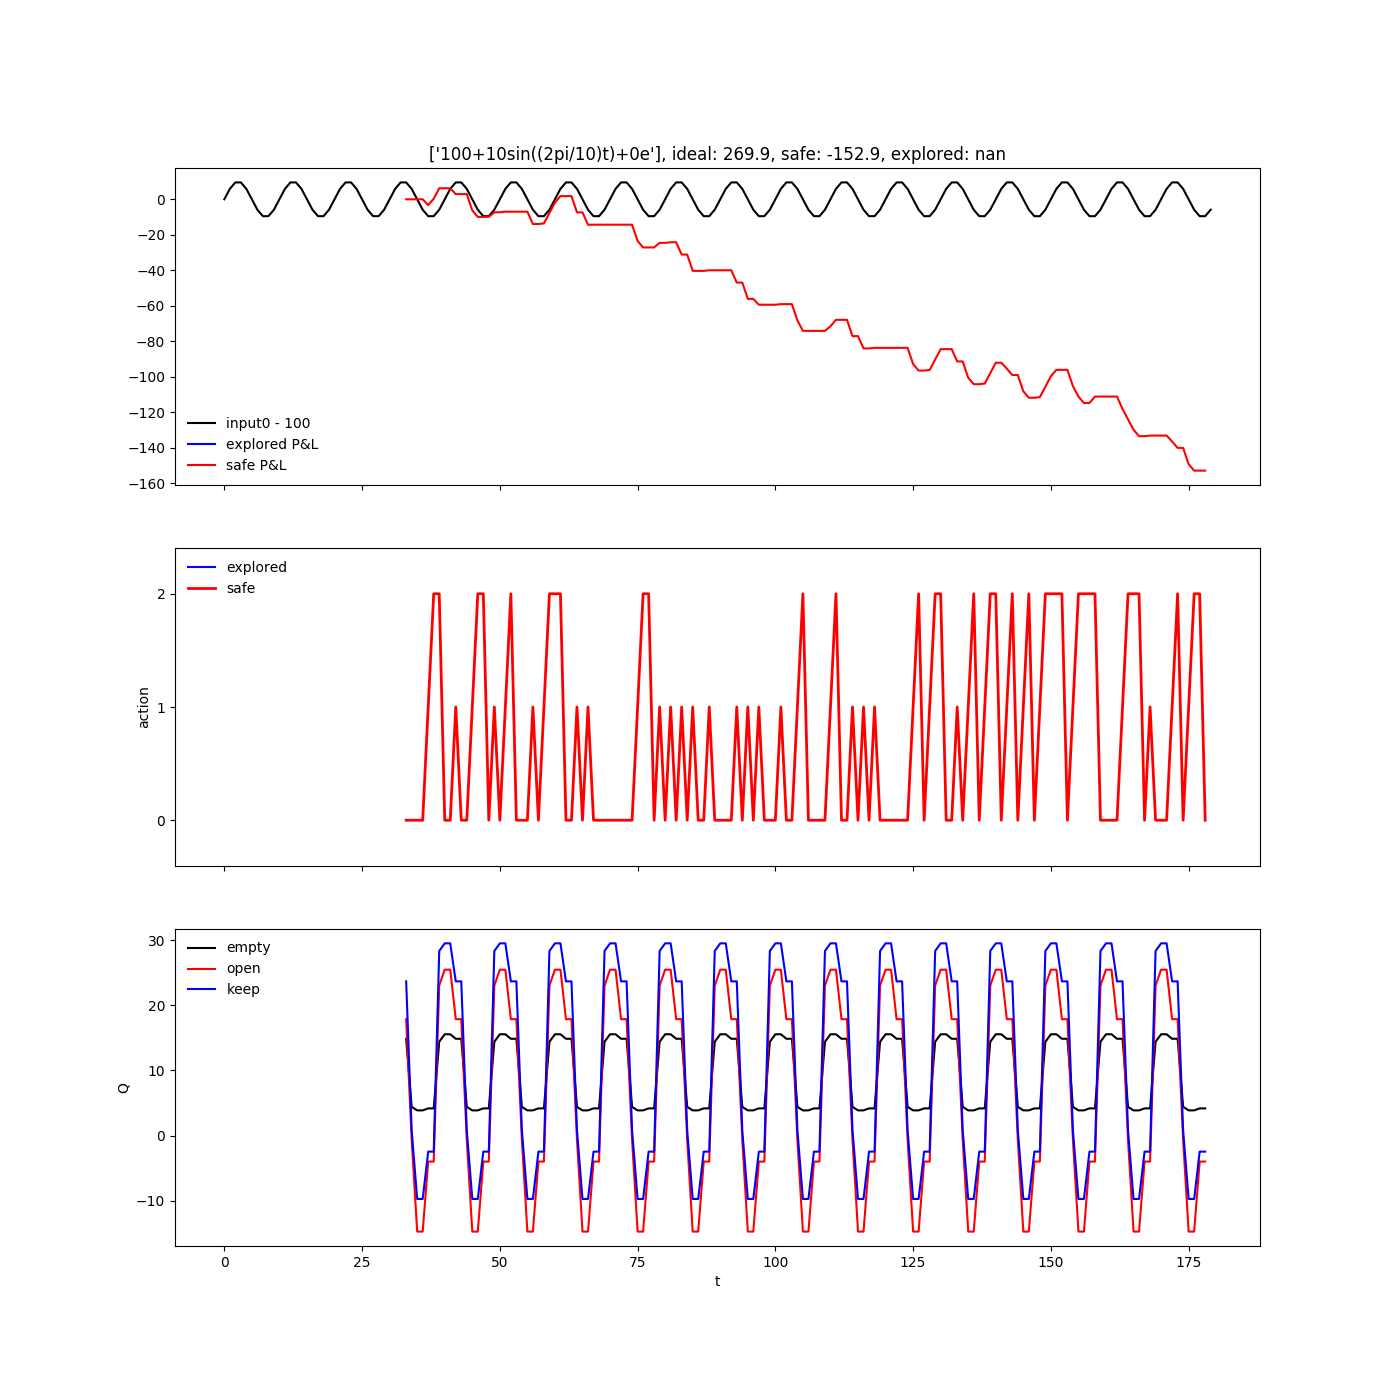 ['100+10sin((2pi/10)t)+0e'], ideal: 269.9, safe: -152.9, explored: nan
0
−20
−40
−60
−80
−100
−120
−140
−160
input0 - 100
explored P&L
safe P&L
action
2
1
0
explored
safe
Q
30
20
10
0
−10
empty
open
keep
0 25 50 75 100 125 150 175
t